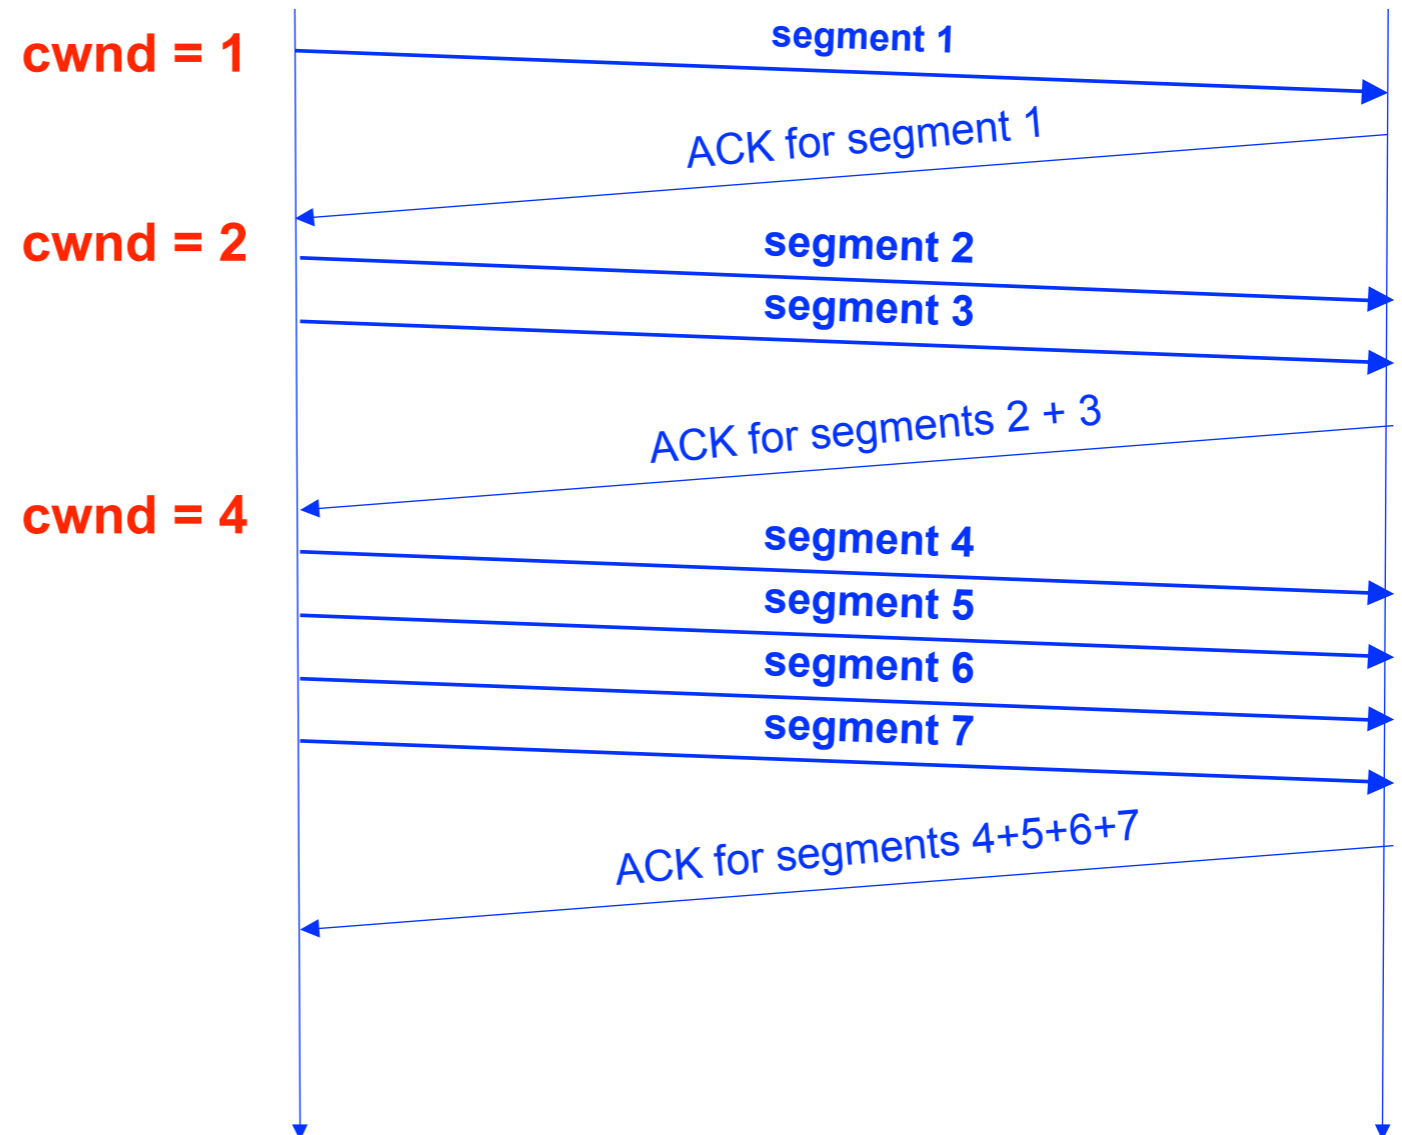 cwnd = 1
segment 1
ACK for segment 1
cwnd = 2
segment 2
segment 3
ACK for segments 2 + 3
cwnd = 4
segment 4
segment 5
segment 6
segment 7
ACK for segments 4+5+6+7